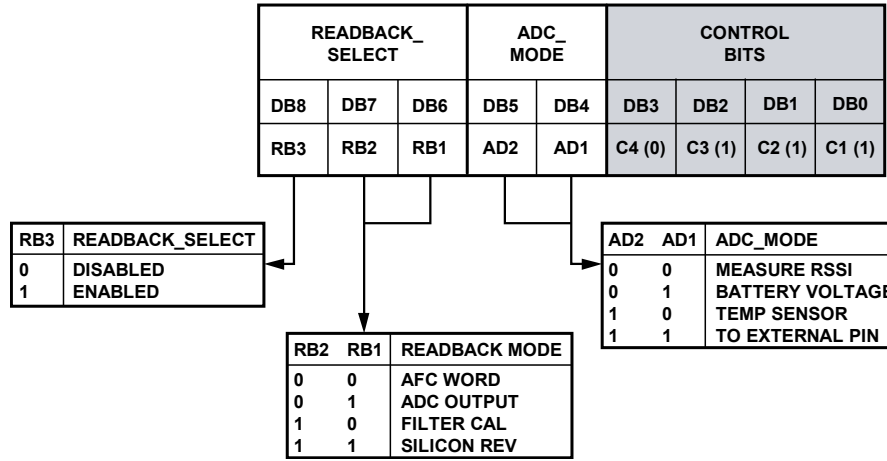 READBACK_ SELECT ADC_ MODE CONTROL BITS
DB8 DB7 DB6 DB5 DB4 DB3 DB2 DB1 DB0
RB3 RB2 RB1 AD2 AD1 C4 (0) C3 (1) C2 (1) C1 (1)
RB3 READBACK_SELECT
0 DISABLED
1 ENABLED
AD2 AD1 ADC_MODE
0 0 MEASURE RSSI
0 1 BATTERY VOLTAGE
1 0 TEMP SENSOR
1 1 TO EXTERNAL PIN
RB2 RB1 READBACK MODE
0 0 AFC WORD
0 1 ADC OUTPUT
1 0 FILTER CAL
1 1 SILICON REV